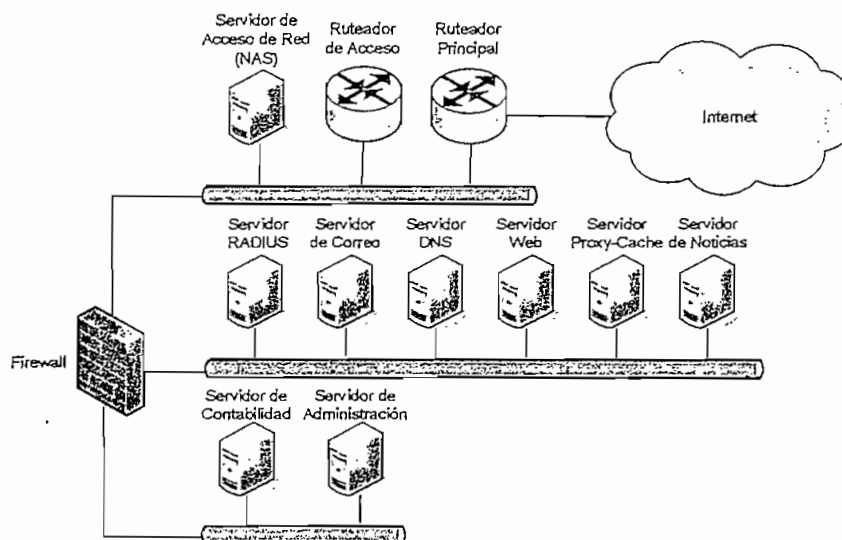 Servidor de
Acceso de Red
(NAS)
Ruteador
de Acceso
Ruteador
Principal
Internet
Servidor
RADIUS
Servidor
de Correo
Servidor
DNS
Servidor
Web
Servidor
Proxy-Cache
Servidor
de Noticias
Firewall
Servidor de
Contabilidad
Servidor de
Administración